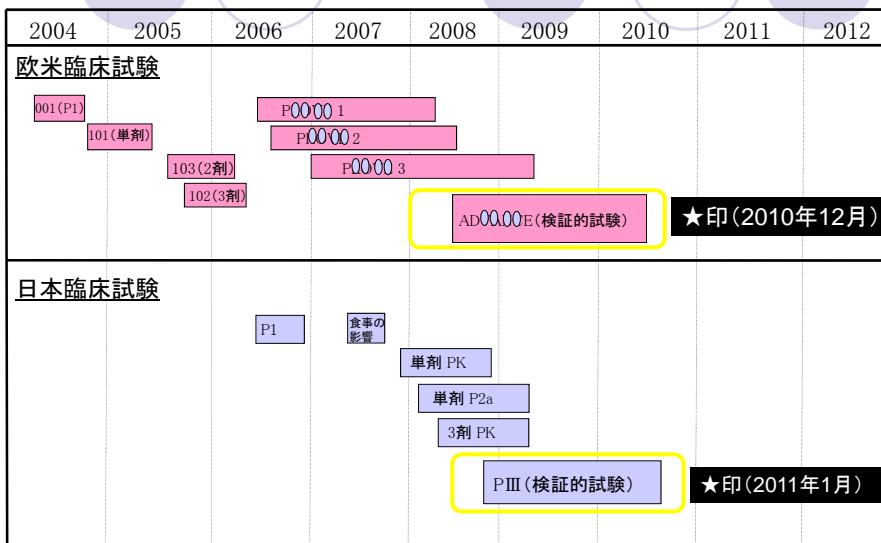 2004 2005 2006 2007 2008 2009 2010 2011 2012
欧米臨床試験
001(P1)
101(単剤)
103(2剤)
102(3剤)
1
2
3
(検証的試験)
★印(2010年12月)
日本臨床試験
P1
食事の
影響
単剤 PK
単剤 P2a
3剤 PK
PⅢ(検証的試験)
★印(2011年1月)